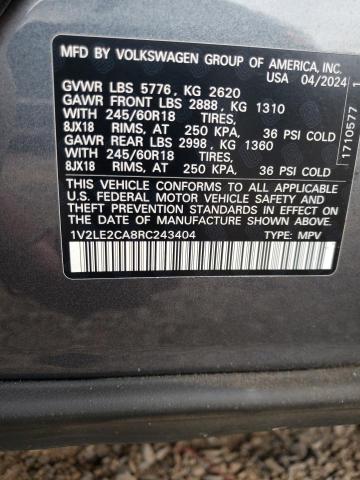 MFD BY VOLKSWAGEN GROUP OF AMERICA, INC.
USA 04/2024
GVWR LBS 5776, KG 2620
GAWR FRONT LBS 2888, KG 1310
WITH 245/60R18 TIRES,
8JX18 RIMS, AT 250 KPA, 36 PSI COLD
GAWR REAR LBS 2998, KG 1360
WITH 245/60R18 TIRES,
8JX18 RIMS, AT 250 KPA, 36 PSI COLD
THIS VEHICLE CONFORMS TO ALL APPLICABLE
U.S. FEDERAL MOTOR VEHICLE SAFETY/BUMPER/
THEFT PREVENTION STANDARDS IN EFFECT ON
THE DATE OF MANUFACTURE SHOWN ABOVE.
1V2LE2CA8RC243404 TYPE: MPV
1710577 1